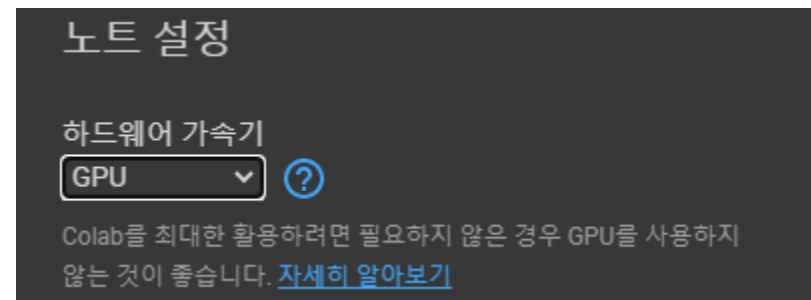 노트 설정
하드웨어 가속기
GPU
Colab를 최대한 활용하려면 필요하지 않은 경우 GPU를 사용하지
않는 것이 좋습니다. 자세히 알아보기